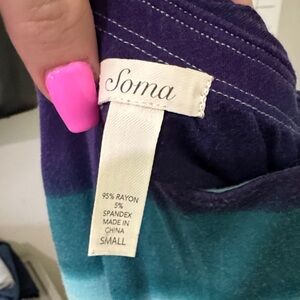 Soma
95% RAYON
5%
SPANDEX
MADE IN
CHINA
SMALL